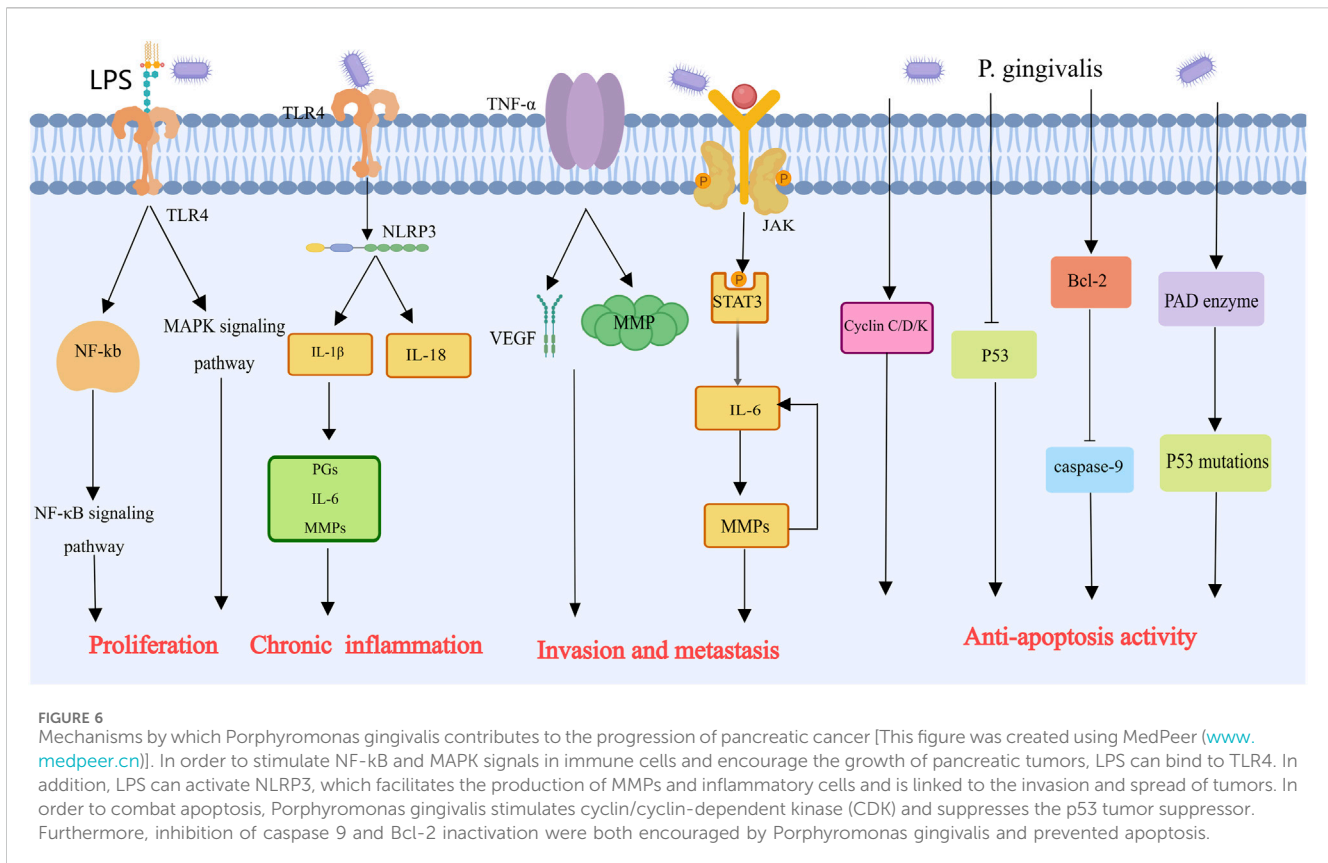 LPS
TLR4
NF-kb
MAPK signaling
pathway
NF-κB signaling
pathway
Proliferation
TLR4
NLRP3
IL-1β
IL-18
PGs
IL-6
MMPs
Chronic inflammation
TNF-α
VEGF
MMP
P
P
JAK
P
STAT3
IL-6
MMPs
Invasion and metastasis
P. gingivalis
Cyclin C/D/K
P53
Bcl-2
caspase-9
PAD enzyme
P53 mutations
Anti-apoptosis activity
FIGURE 6
Mechanisms by which Porphyromonas gingivalis contributes to the progression of pancreatic cancer [This figure was created using MedPeer (www.
medpeer.cn)]. In order to stimulate NF-kB and MAPK signals in immune cells and encourage the growth of pancreatic tumors, LPS can bind to TLR4. In
addition, LPS can activate NLRP3, which facilitates the production of MMPs and inflammatory cells and is linked to the invasion and spread of tumors. In
order to combat apoptosis, Porphyromonas gingivalis stimulates cyclin/cyclin-dependent kinase (CDK) and suppresses the p53 tumor suppressor.
Furthermore, inhibition of caspase 9 and Bcl-2 inactivation were both encouraged by Porphyromonas gingivalis and prevented apoptosis.